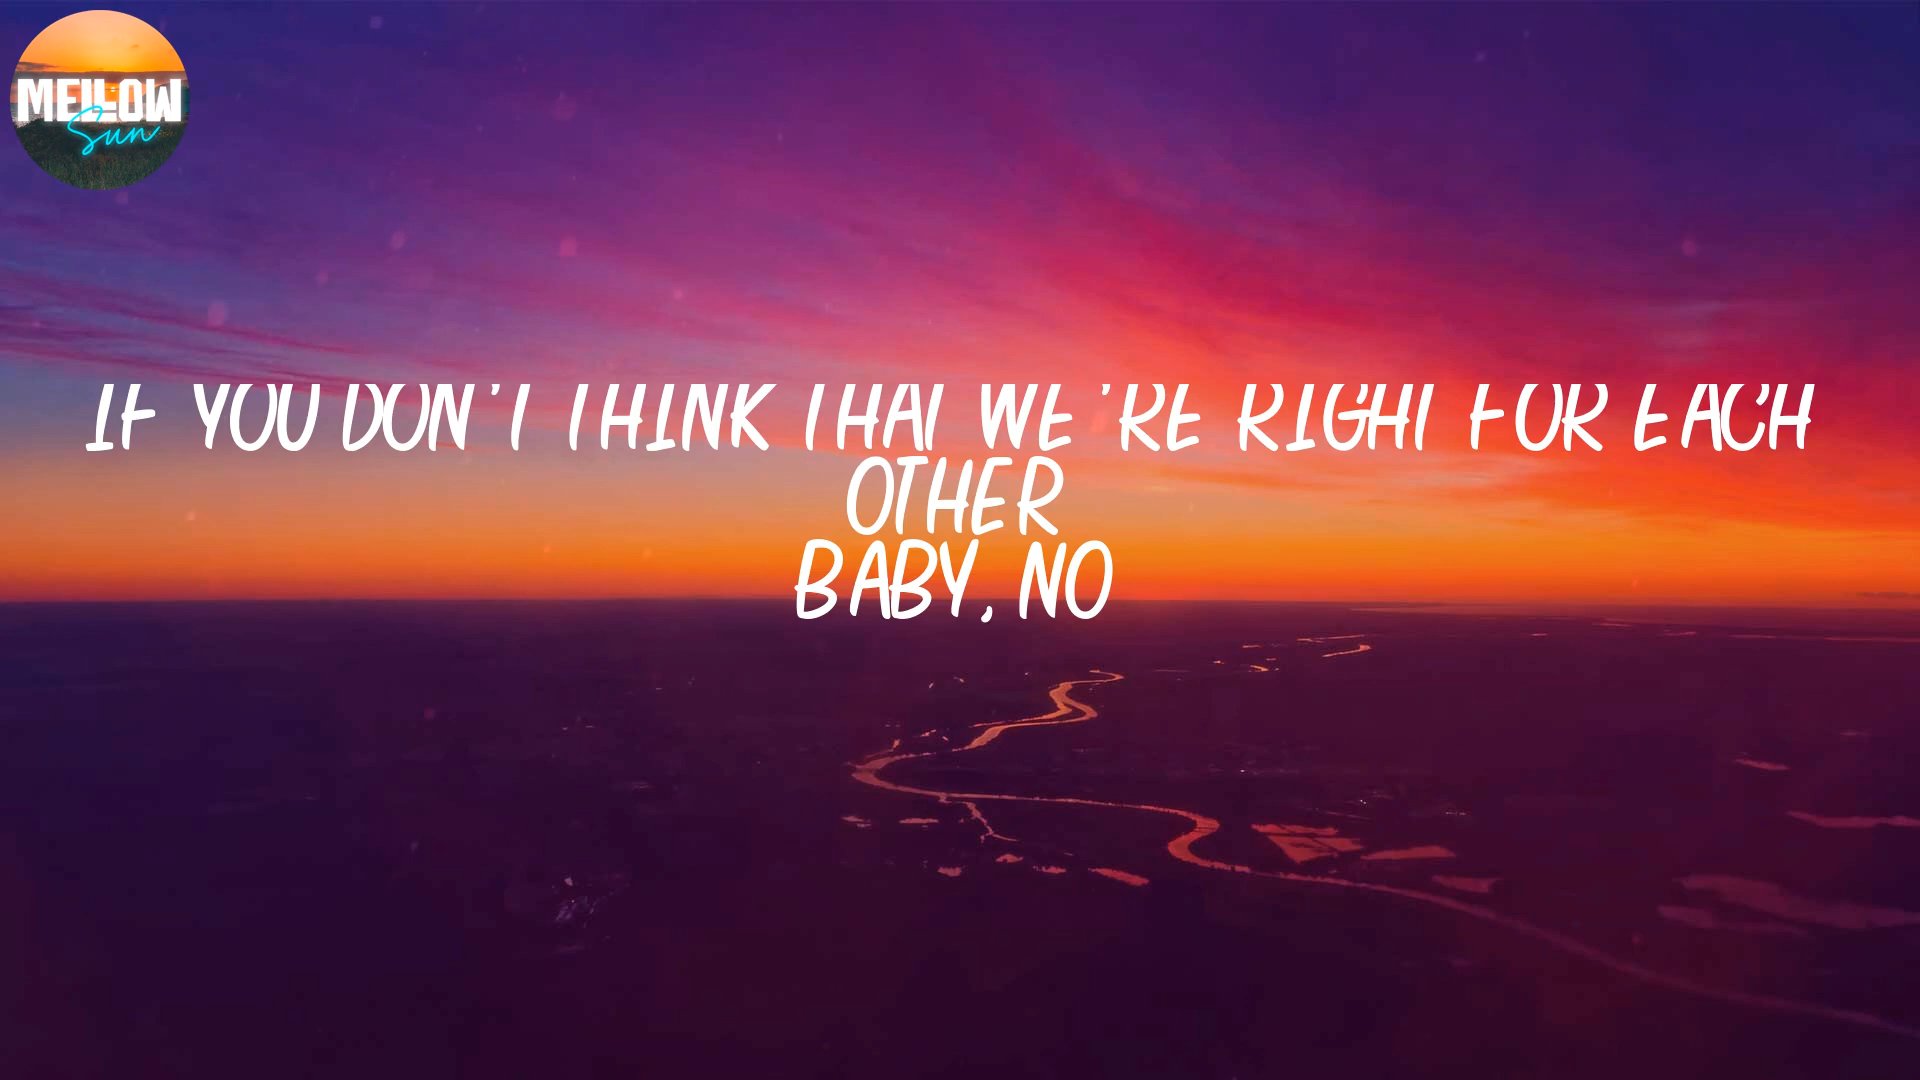 MELLOW
Sun
IF YOU DON'T THINK THAT WE'RE RIGHT FOR EACH
OTHER
BABY, NO